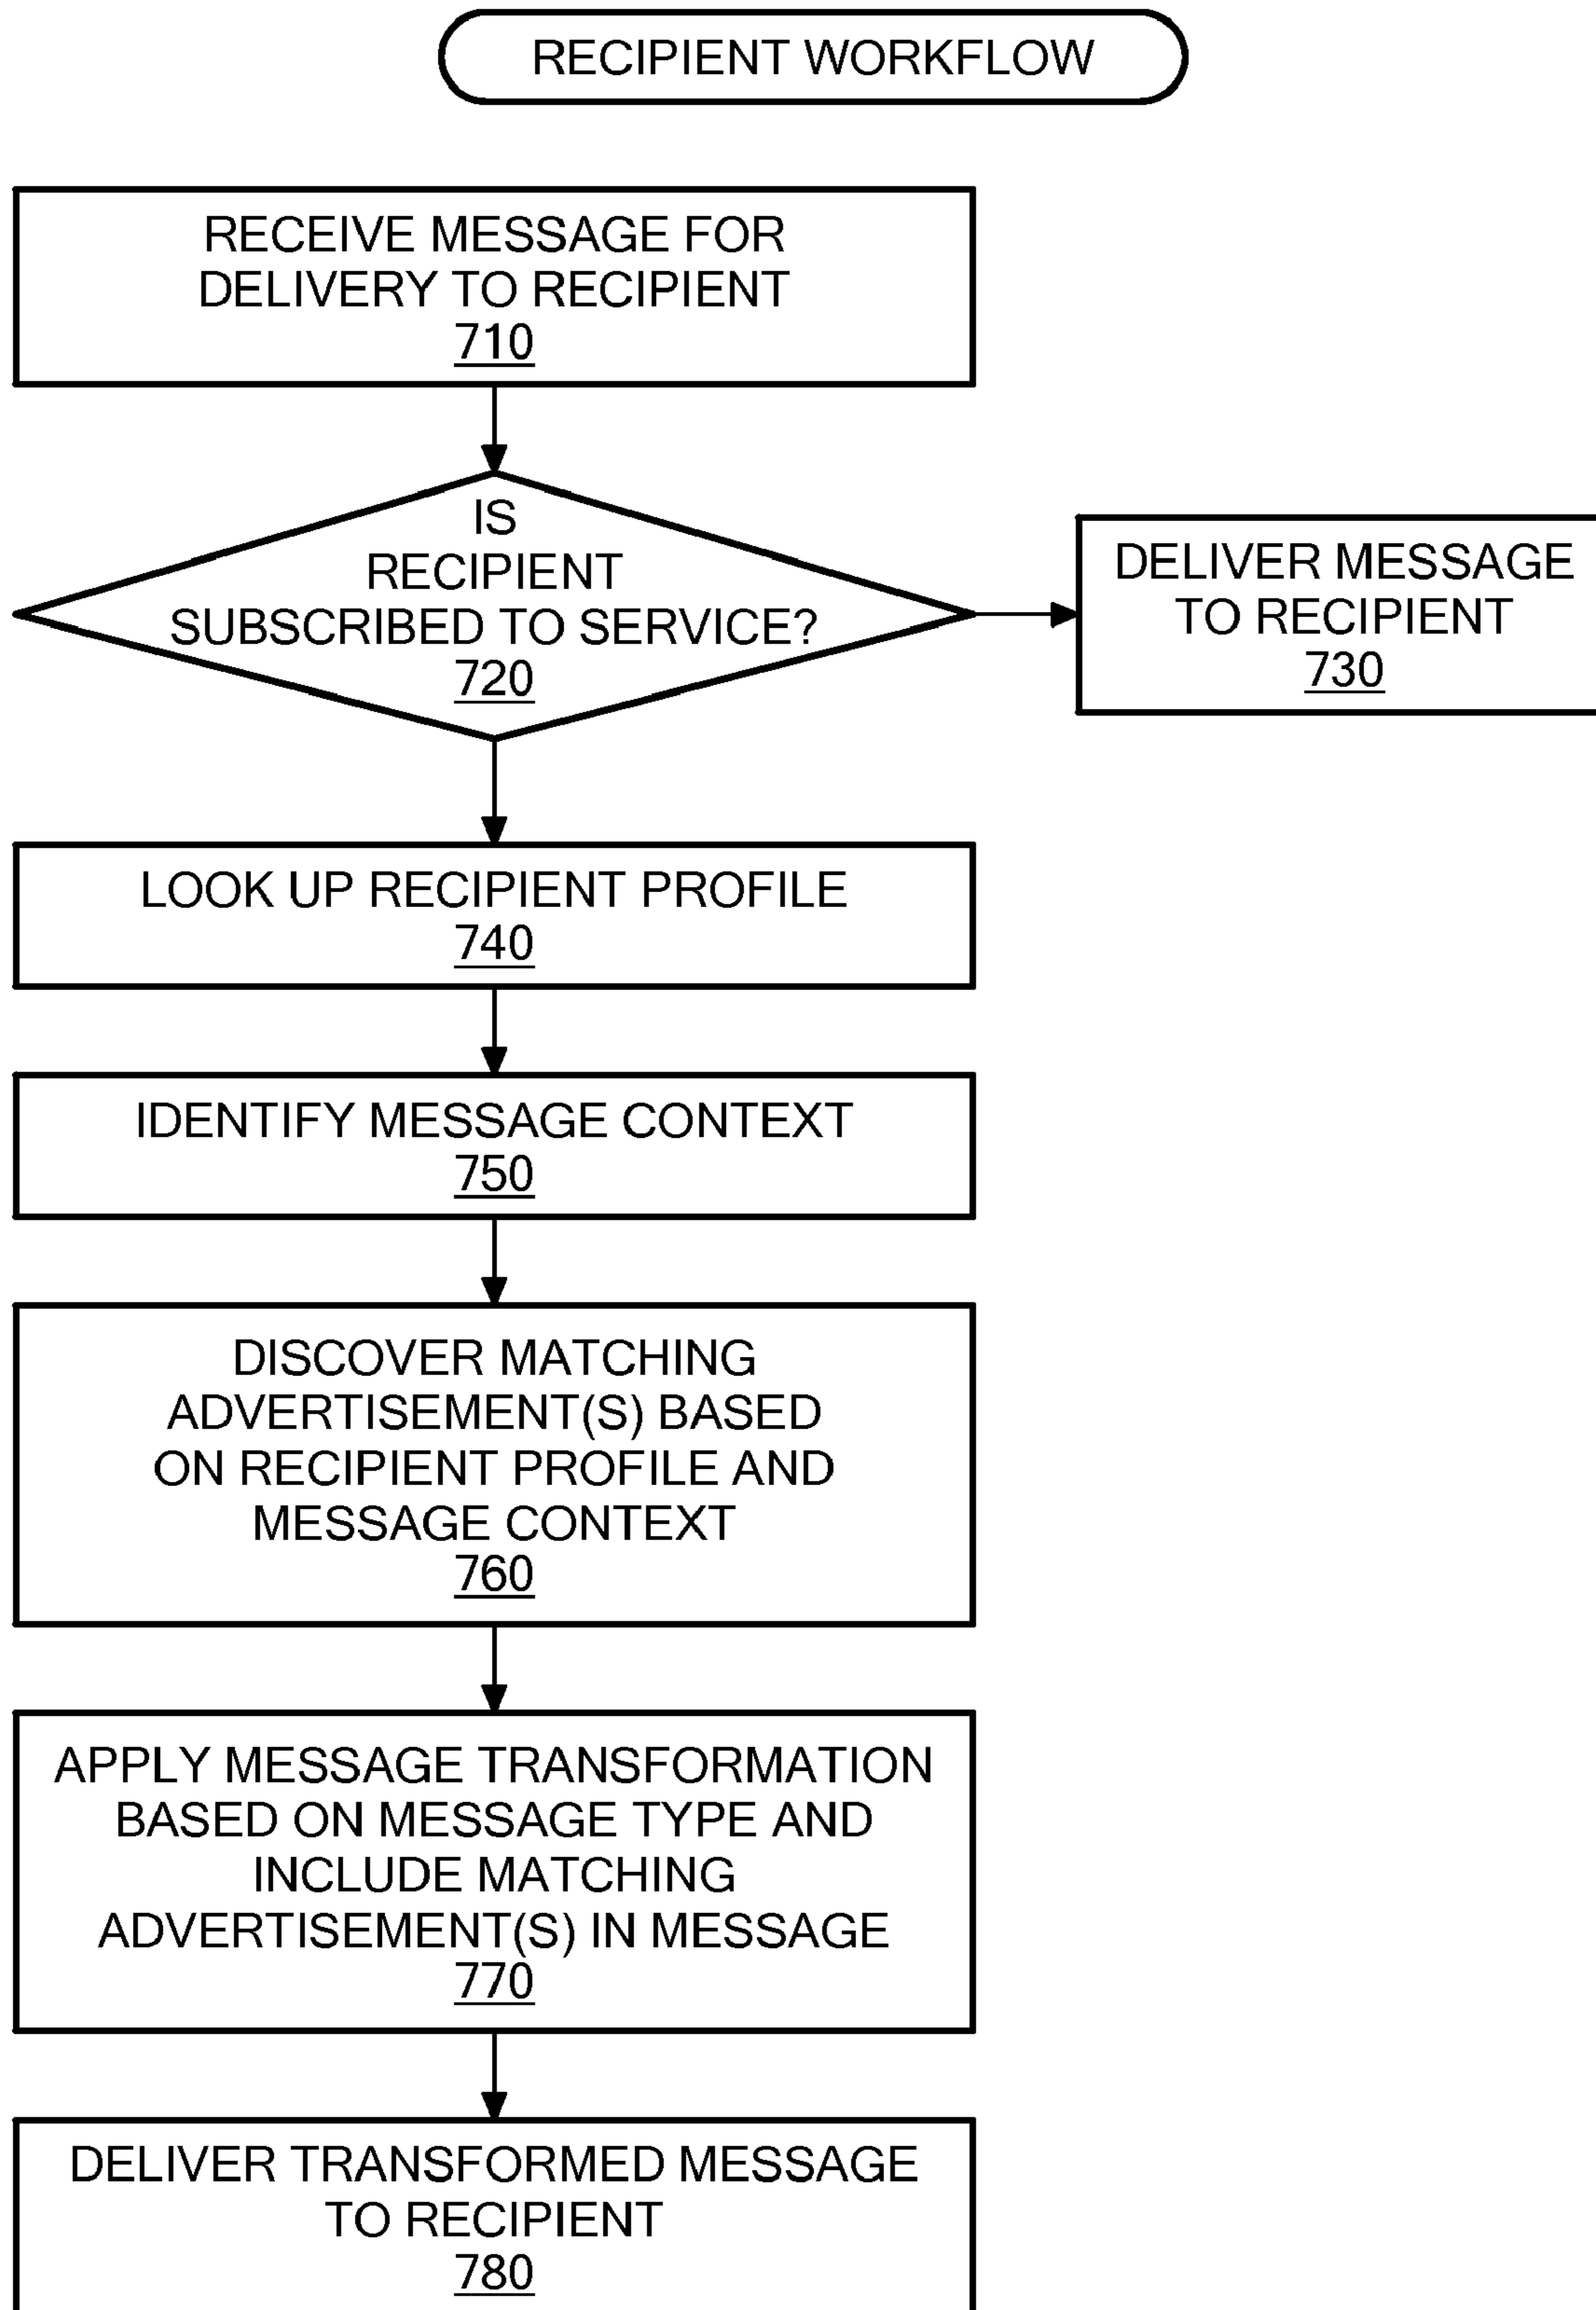 RECIPIENT WORKFLOW
RECEIVE MESSAGE FOR
DELIVERY TO RECIPIENT
710
IS
RECIPIENT
SUBSCRIBED TO SERVICE?
720
DELIVER MESSAGE
TO RECIPIENT
730
LOOK UP RECIPIENT PROFILE
740
IDENTIFY MESSAGE CONTEXT
750
DISCOVER MATCHING
ADVERTISEMENT(S) BASED
ON RECIPIENT PROFILE AND
MESSAGE CONTEXT
760
APPLY MESSAGE TRANSFORMATION
BASED ON MESSAGE TYPE AND
INCLUDE MATCHING
ADVERTISEMENT(S) IN MESSAGE
770
DELIVER TRANSFORMED MESSAGE
TO RECIPIENT
780